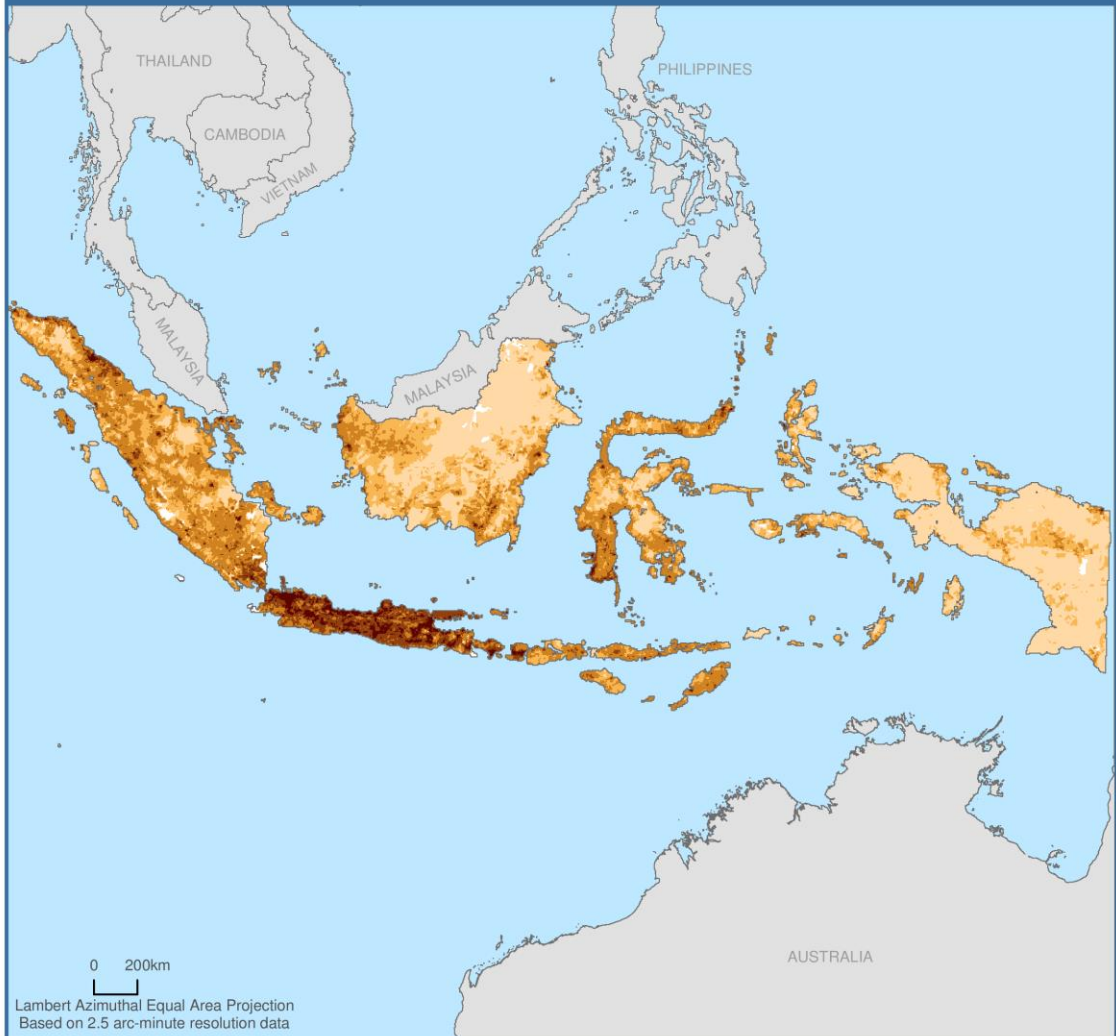 THAILAND
PHILIPPINES
CAMBODIA
VIETNAM
MALAYSIA
MALAYSIA
AUSTRALIA
0 200km
Lambert Azimuthal Equal Area Projection
Based on 2.5 arc-minute resolution data